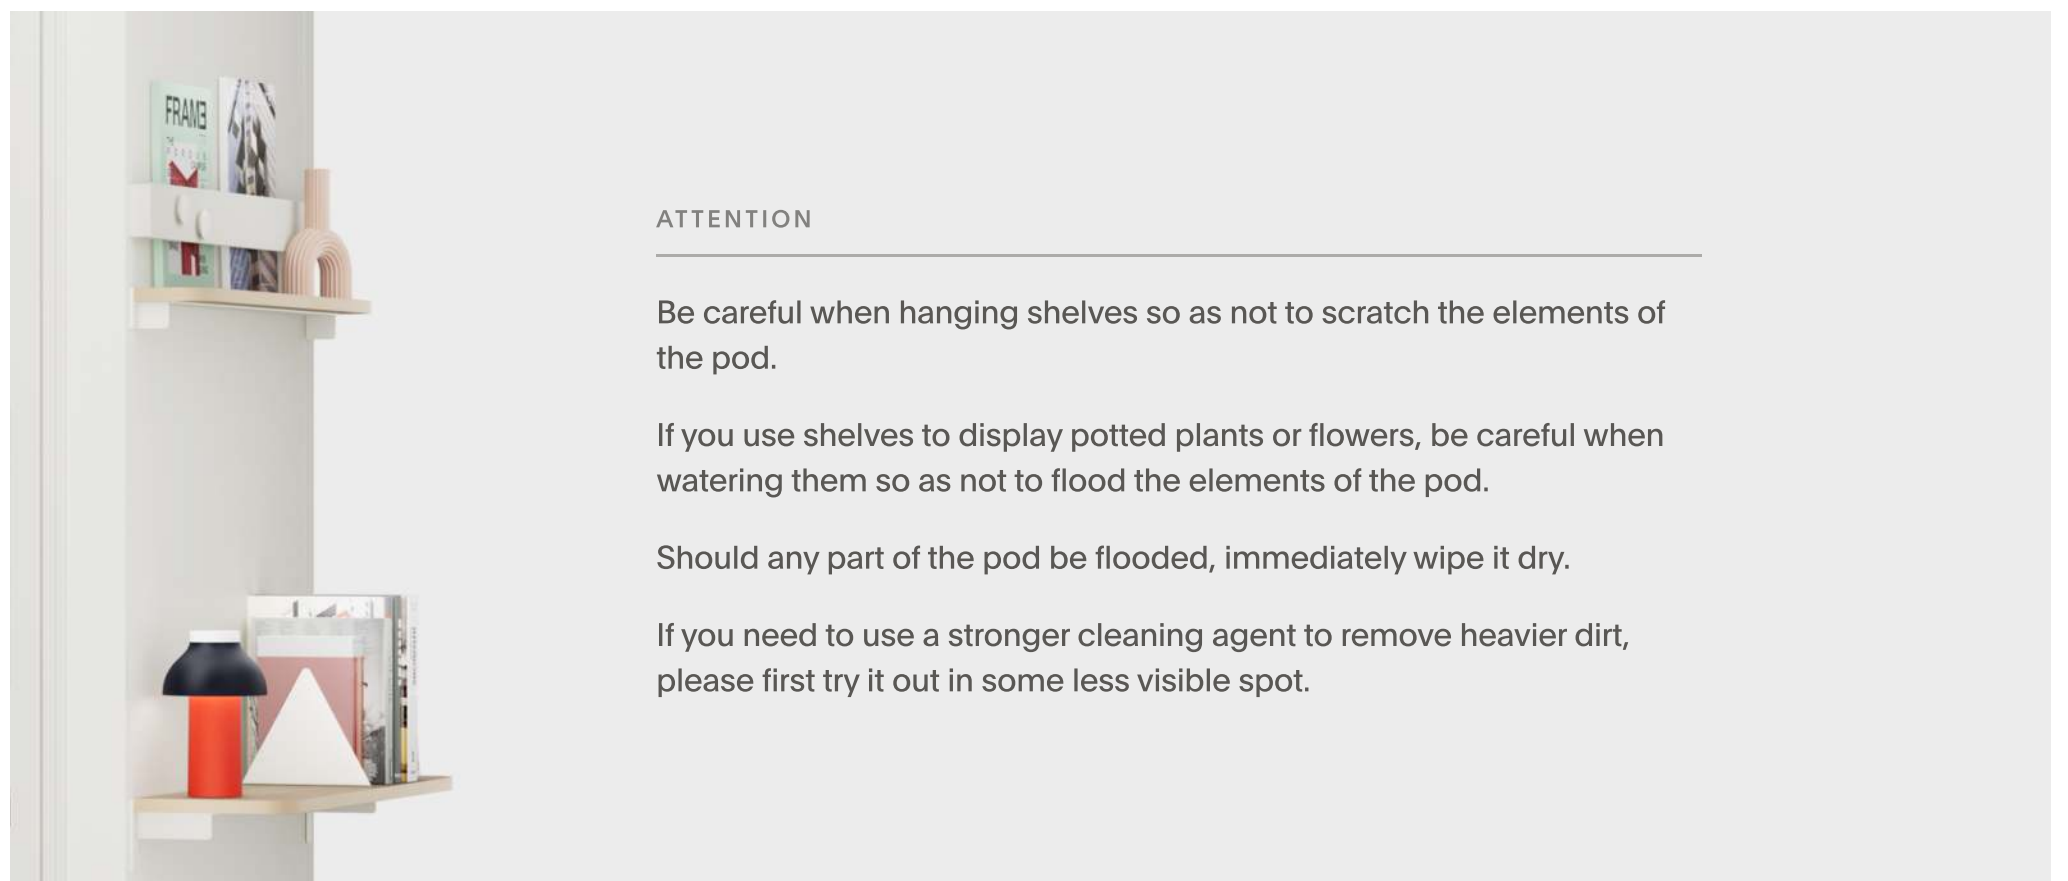 FRAME
ATTENTION
Be careful when hanging shelves so as not to scratch the elements of
the pod.
If you use shelves to display potted plants or flowers, be careful when
watering them so as not to flood the elements of the pod.
Should any part of the pod be flooded, immediately wipe it dry.
If you need to use a stronger cleaning agent to remove heavier dirt,
please first try it out in some less visible spot.